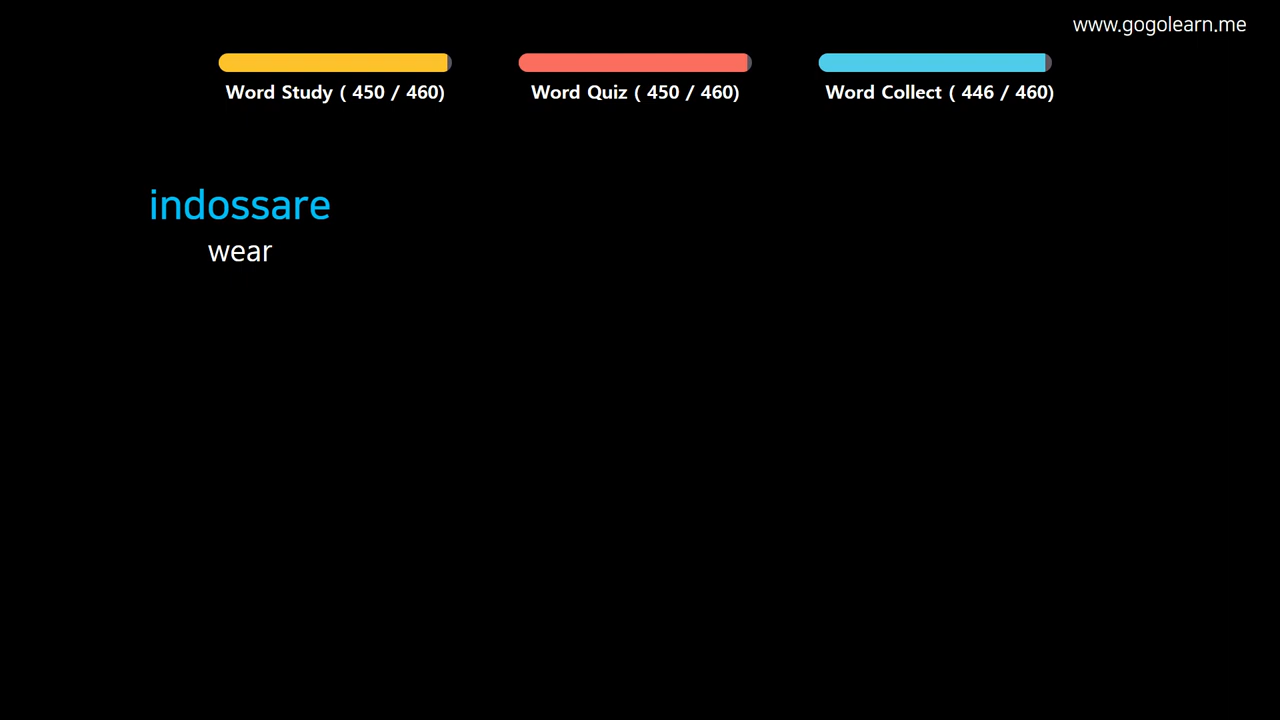 www.gogolearn.me
Word Study ( 450 / 460)
Word Quiz ( 450 / 460)
Word Collect ( 446 / 460)
indossare
wear